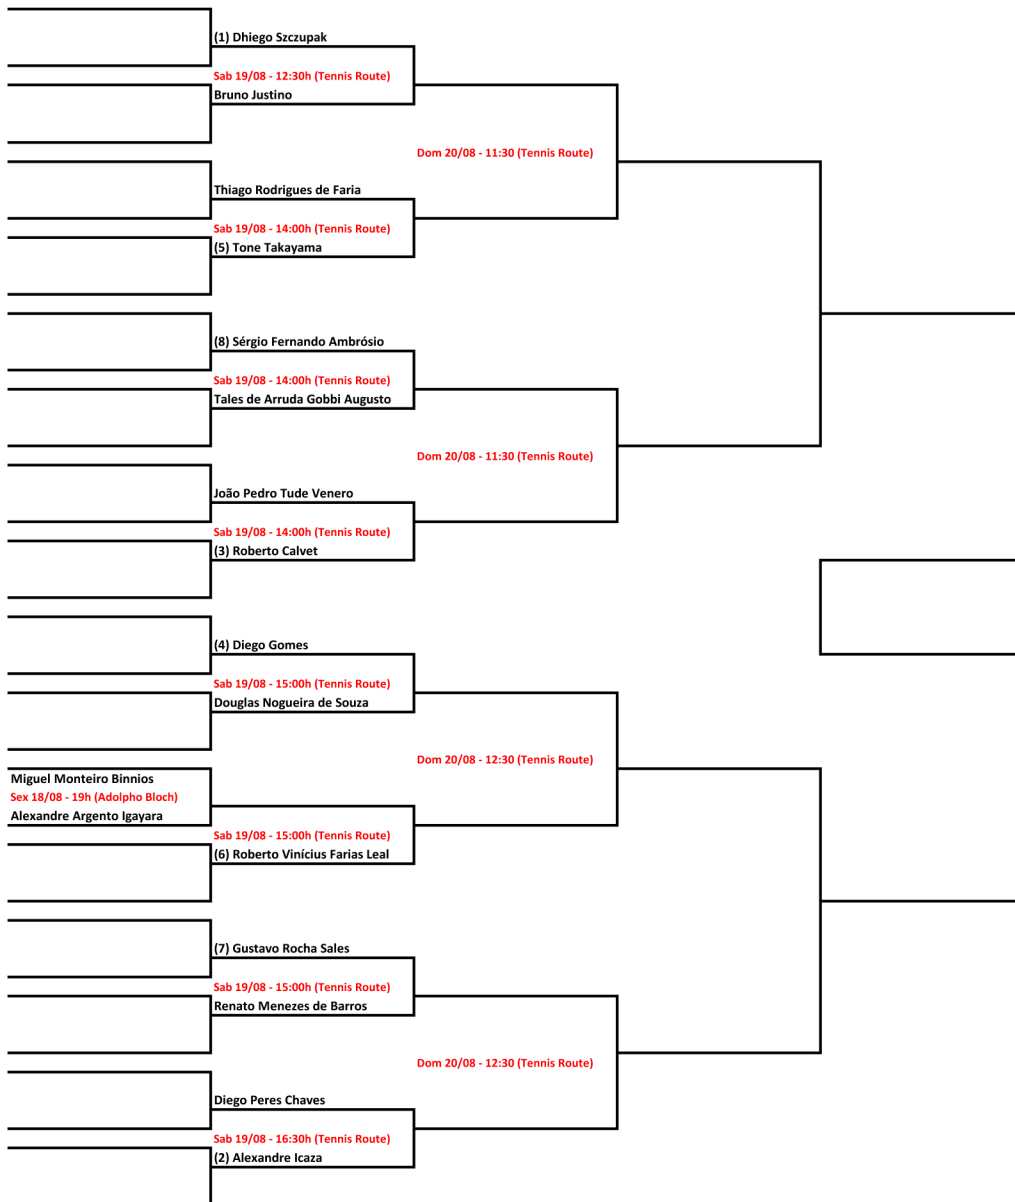 (1) Dhiego Szczupak
Sab 19/08 - 12:30h (Tennis Route)
Bruno Justino
Dom 20/08 - 11:30 (Tennis Route)
Thiago Rodrigues de Faria
Sab 19/08 - 14:00h (Tennis Route)
(5) Tone Takayama
(8) Sérgio Fernando Ambrósio
Sab 19/08 - 14:00h (Tennis Route)
Tales de Arruda Gobbi Augusto
Dom 20/08 - 11:30 (Tennis Route)
João Pedro Tude Venero
Sab 19/08 - 14:00h (Tennis Route)
(3) Roberto Calvet
(4) Diego Gomes
Sab 19/08 - 15:00h (Tennis Route)
Douglas Nogueira de Souza
Dom 20/08 - 12:30 (Tennis Route)
Miguel Monteiro Binnios
Sex 18/08 - 19h (Adolpho Bloch)
Alexandre Argento Igayara
Sab 19/08 - 15:00h (Tennis Route)
(6) Roberto Vinícius Farias Leal
(7) Gustavo Rocha Sales
Sab 19/08 - 15:00h (Tennis Route)
Renato Menezes de Barros
Dom 20/08 - 12:30 (Tennis Route)
Diego Peres Chaves
Sab 19/08 - 16:30h (Tennis Route)
(2) Alexandre Icaza